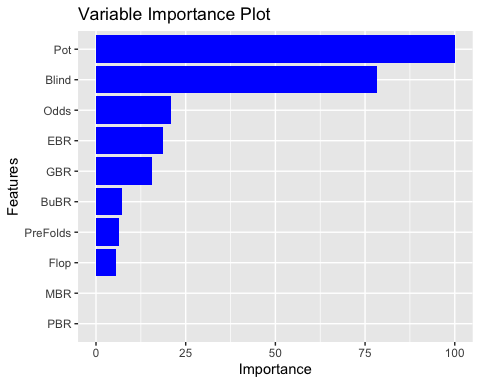 Variable Importance Plot
Features
Pot
Blind
Odds
EBR
GBR
BuBR
PreFolds
Flop
MBR
PBR
0 25 50 75 100
Importance